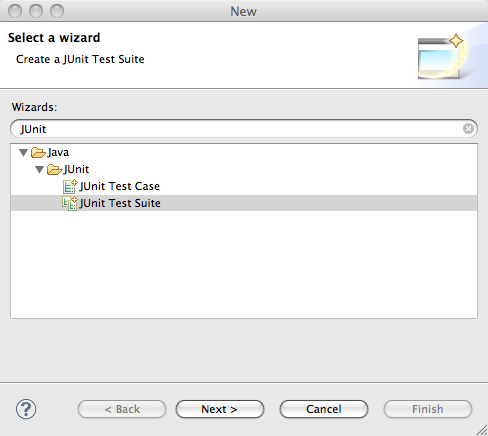 New
Select a wizard
Create a JUnit Test Suite
Wizards:
JUnit
Java
JUnit
JUnit Test Case
JUnit Test Suite
? < Back Next > Cancel Finish